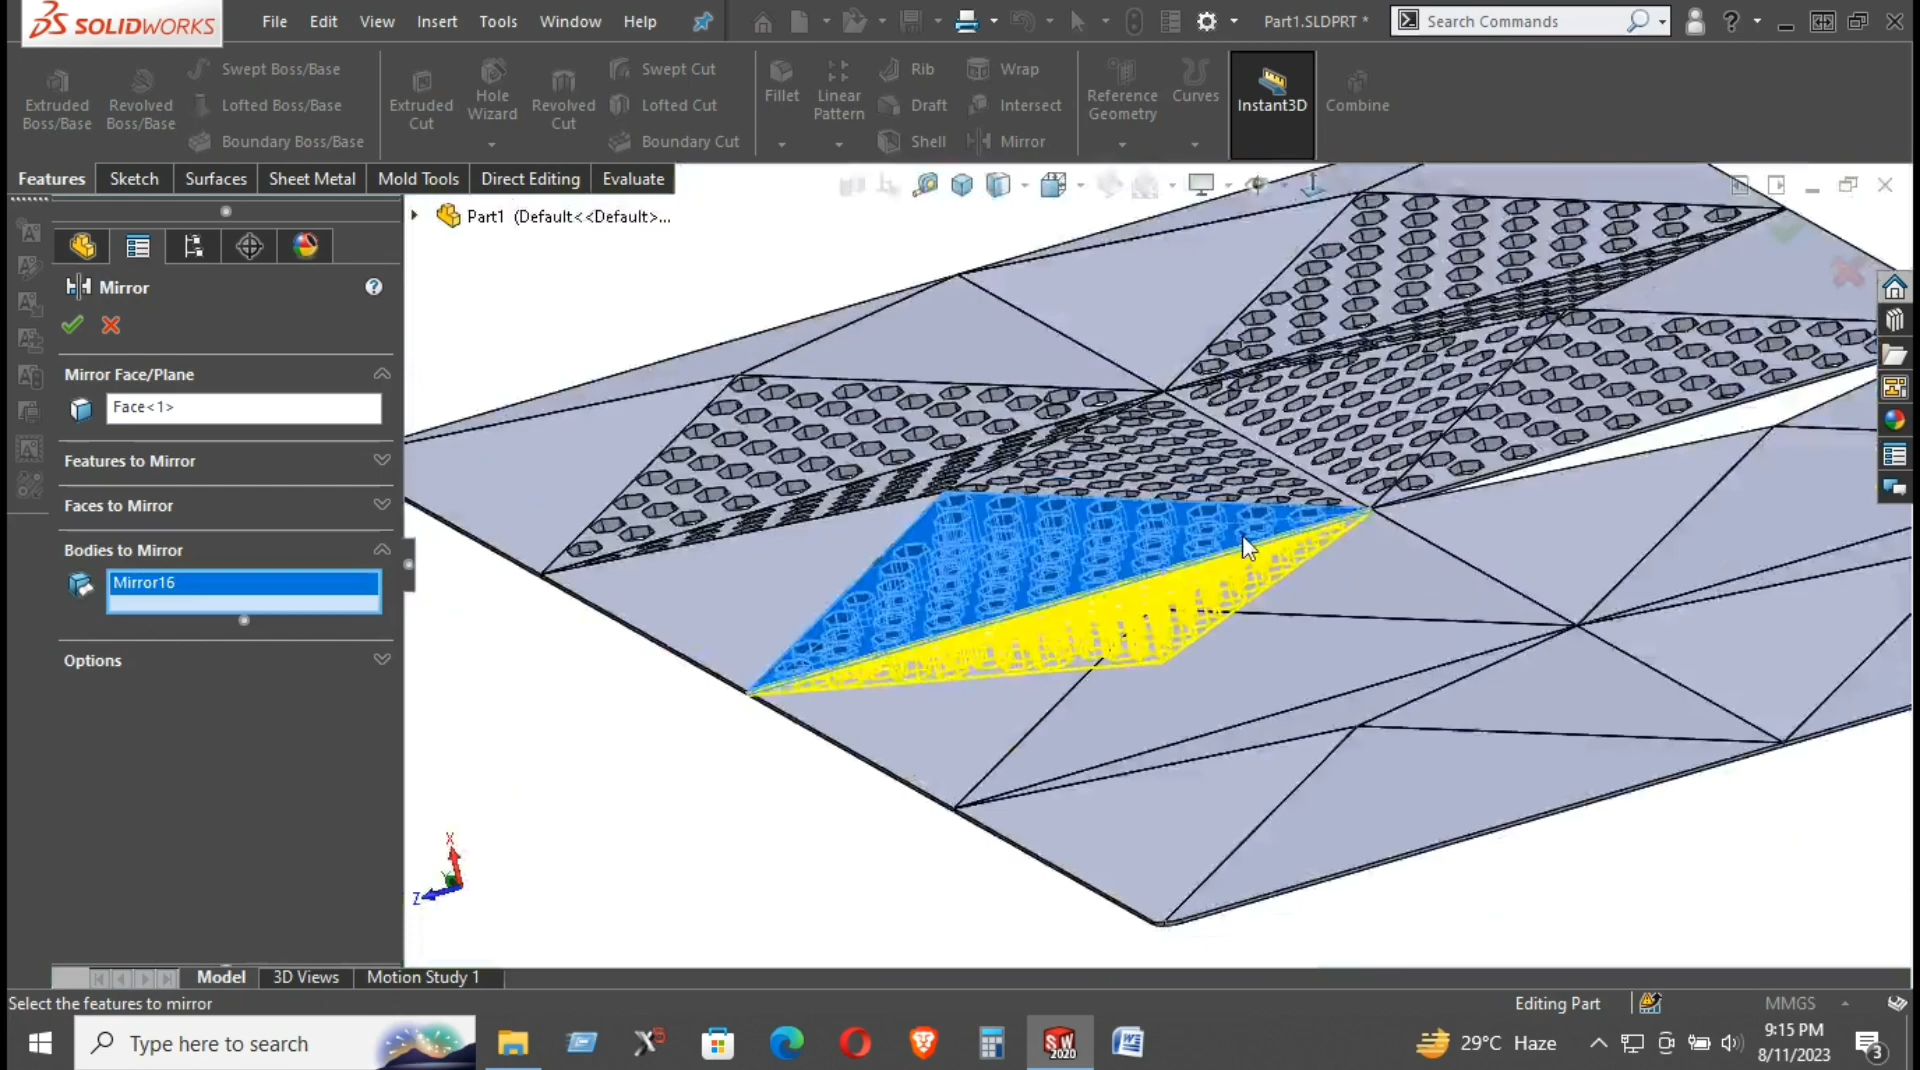 SOLIDWORKS
File Edit View Insert Tools Window Help
Part1.SLDPRT *
Search Commands
?
Extruded Boss/Base
Revolved Boss/Base
Swept Boss/Base
Lofted Boss/Base
Boundary Boss/Base
Extruded Cut
Hole Wizard
Revolved Cut
Swept Cut
Lofted Cut
Boundary Cut
Fillet
Linear Pattern
Rib
Draft
Shell
Wrap
Intersect
Mirror
Reference Geometry
Curves
Instant3D
Combine
Features Sketch Surfaces Sheet Metal Mold Tools Direct Editing Evaluate
Part1 (Default<<Default>...
Mirror
?
Mirror Face/Plane
Face<1>
Features to Mirror
Faces to Mirror
Bodies to Mirror
Mirror16
Options
X
Y
Z
Model 3D Views Motion Study 1
Select the features to mirror
Editing Part
MMGS
Type here to search
SW
2020
29°C Haze
9:15 PM
8/11/2023
3